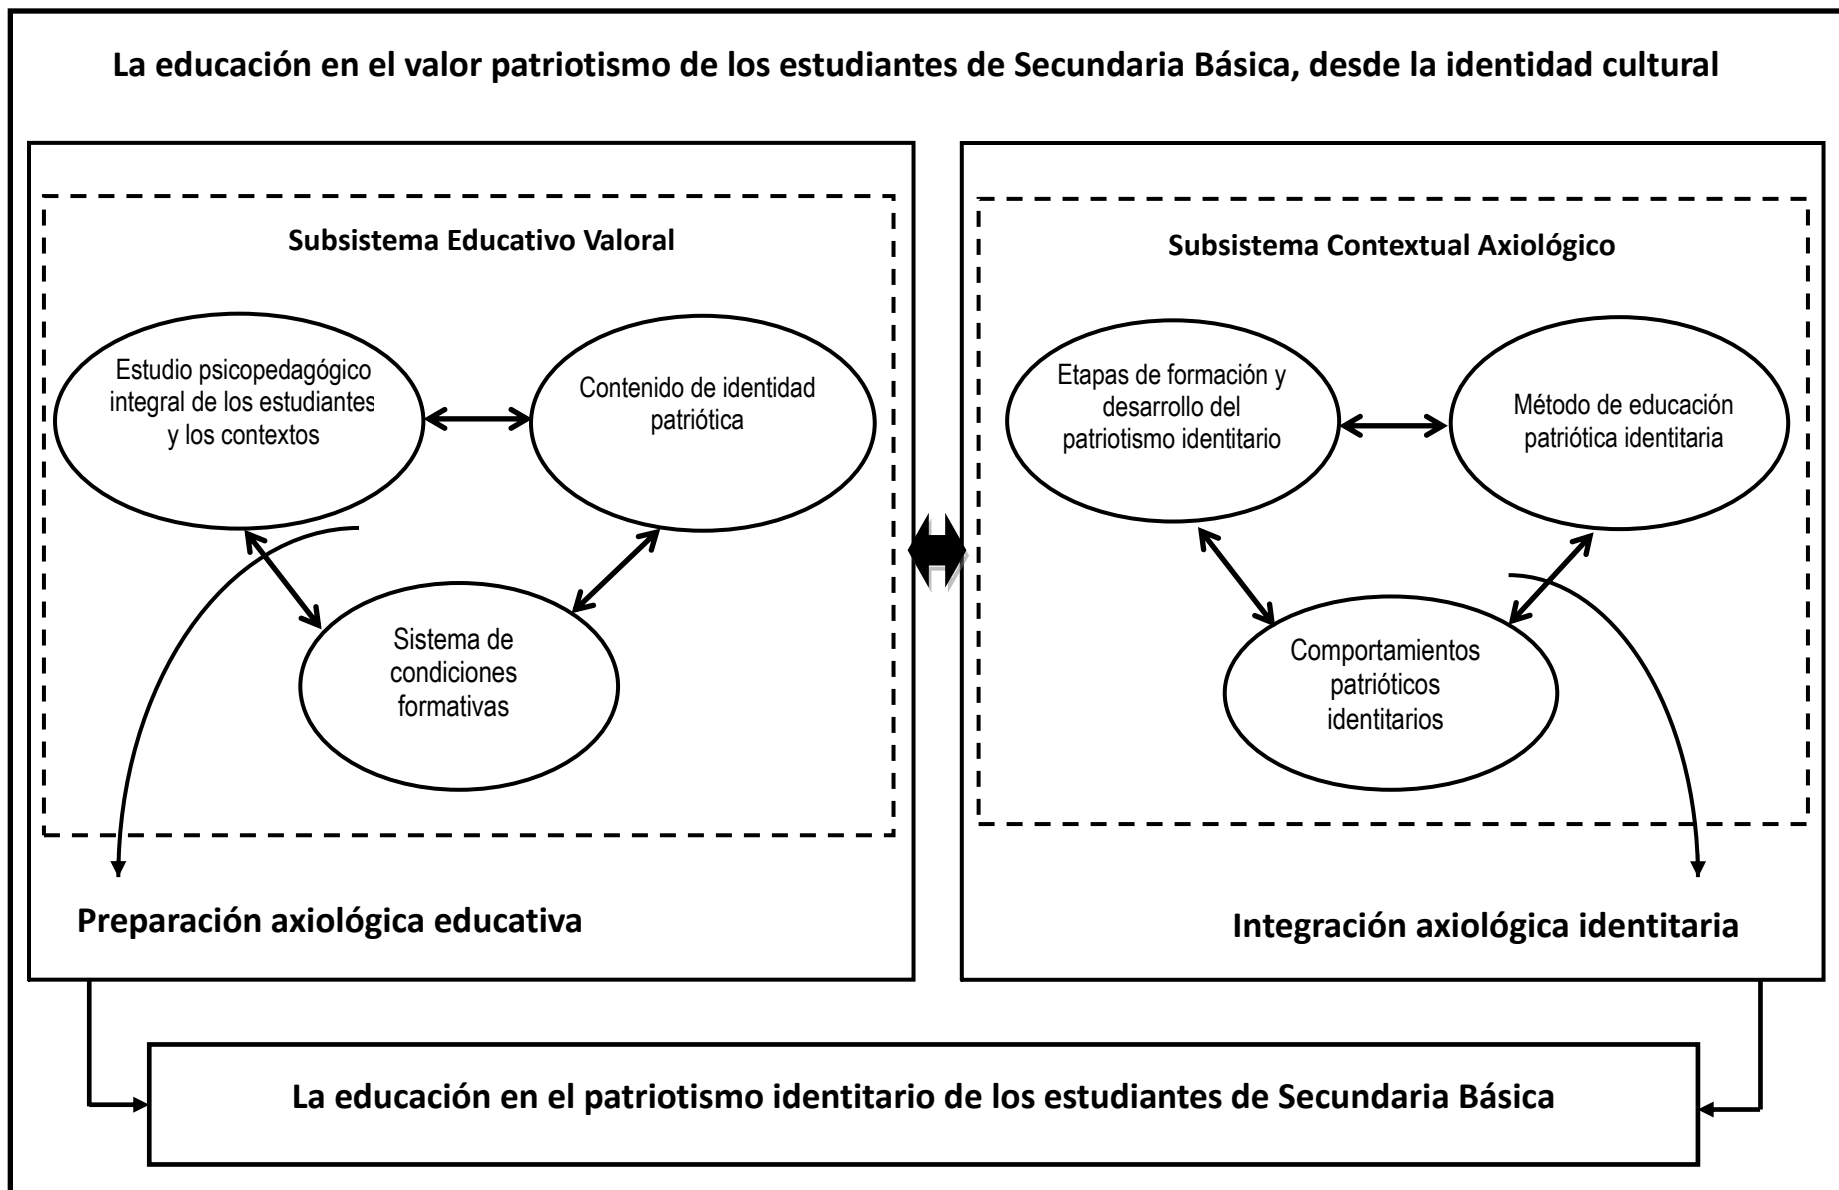 La educación en el valor patriotismo de los estudiantes de Secundaria Básica, desde la identidad cultural
Subsistema Educativo Valoral
Estudio psicopedagógico
integral de los estudiantes
y los contextos
Contenido de identidad
patriótica
Sistema de
condiciones
formativas
Preparación axiológica educativa
Subsistema Contextual Axiológico
Etapas de formación y
desarrollo del
patriotismo identitario
Método de educación
patriótica identitaria
Comportamientos
patrióticos
identitarios
Integración axiológica identitaria
La educación en el patriotismo identitario de los estudiantes de Secundaria Básica